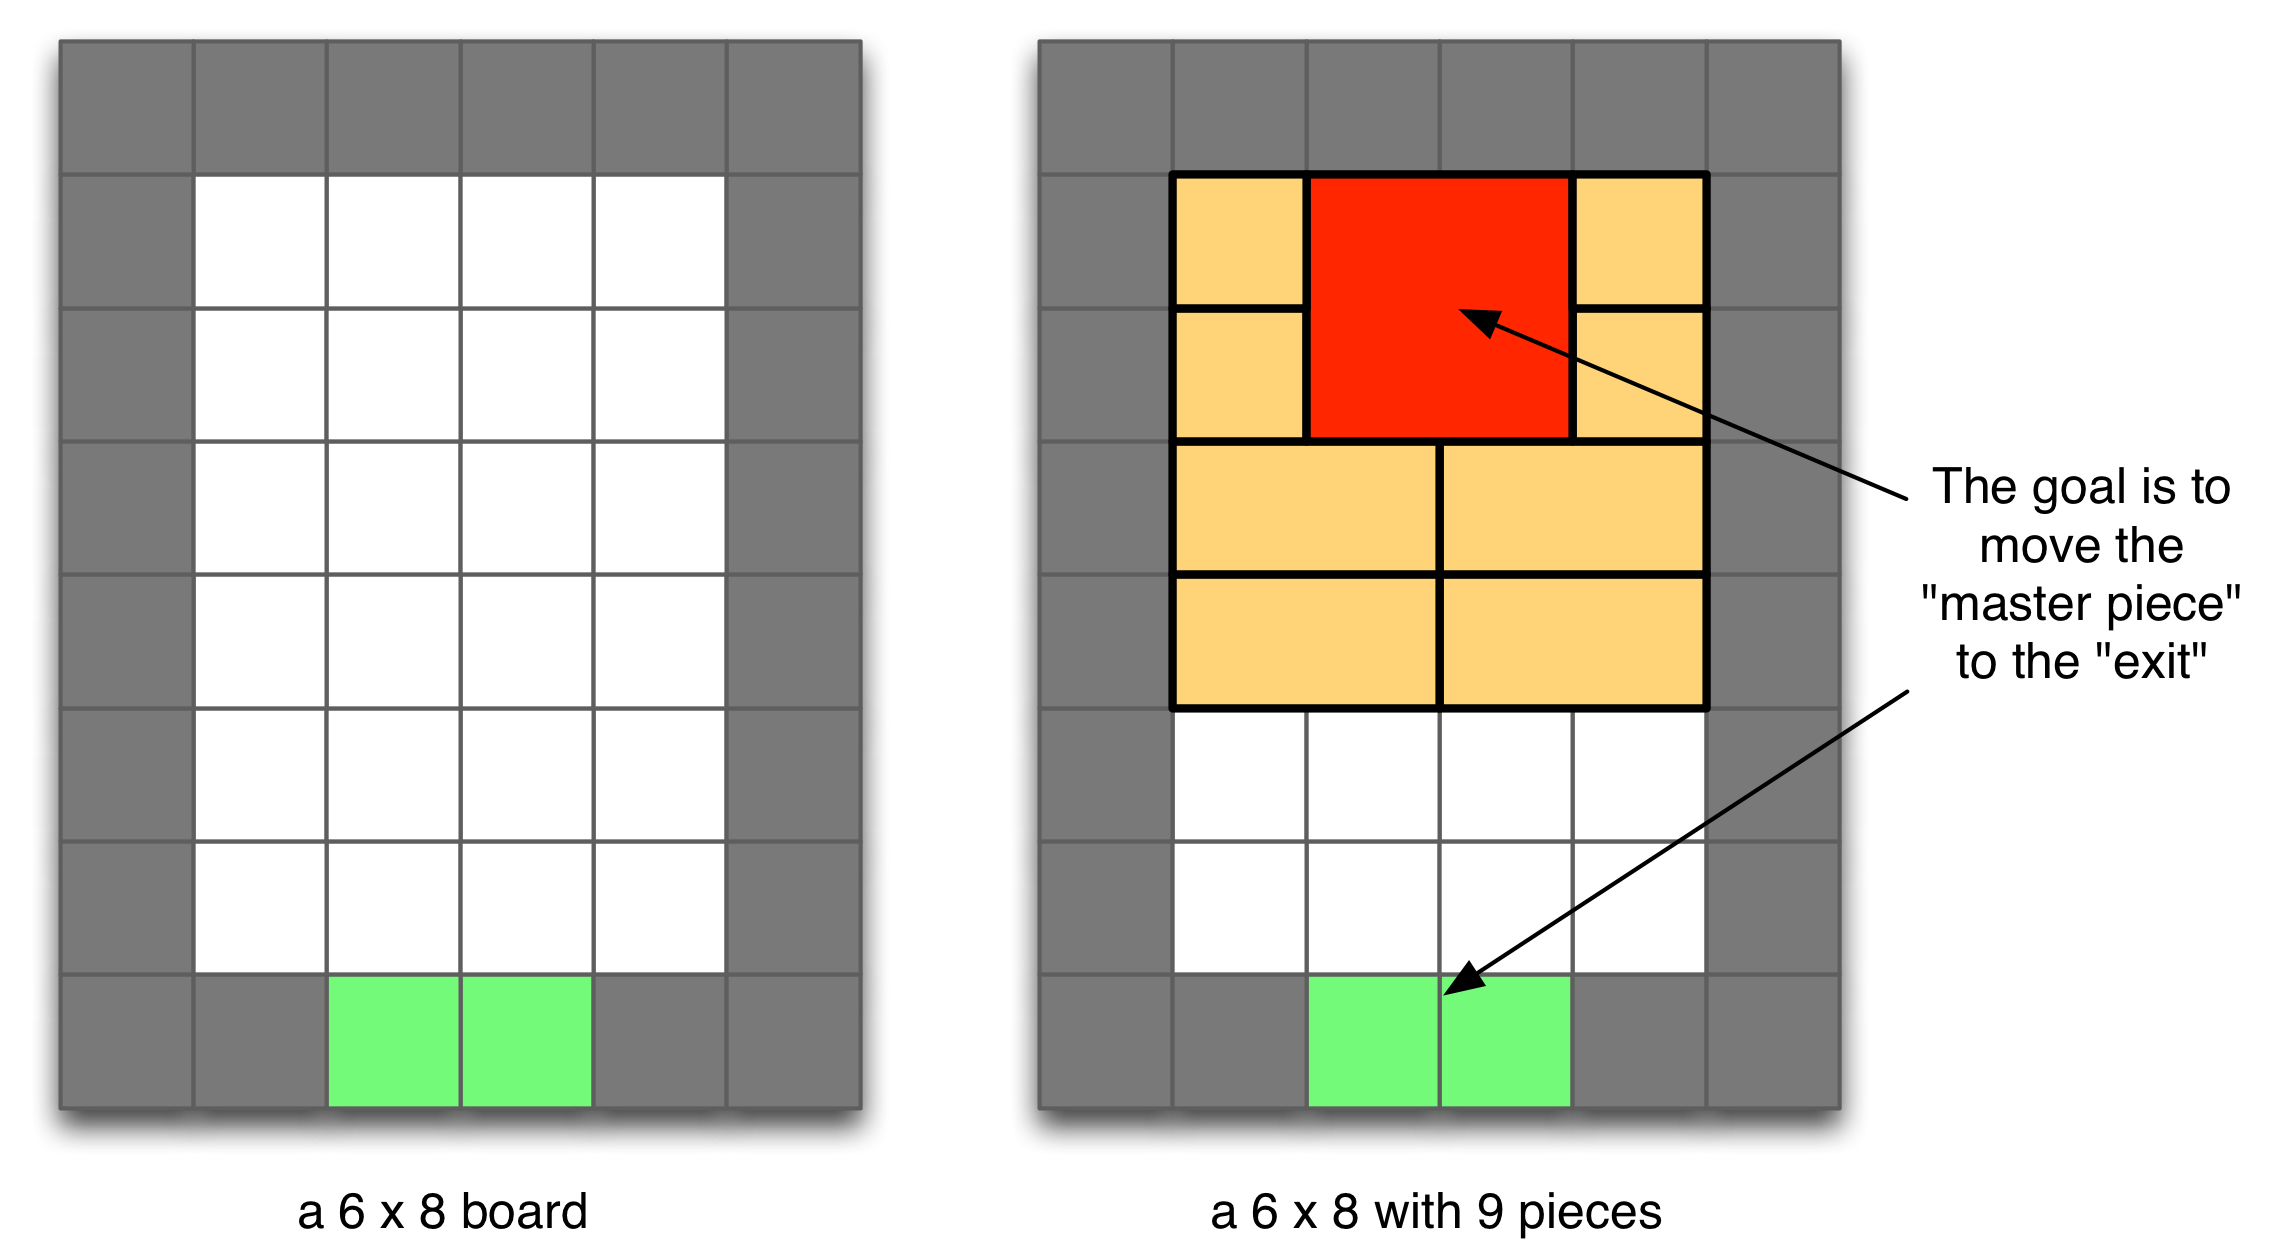 The goal is to
move the
"master piece"
to the "exit"
a 6 x 8 board
a 6 x 8 with 9 pieces